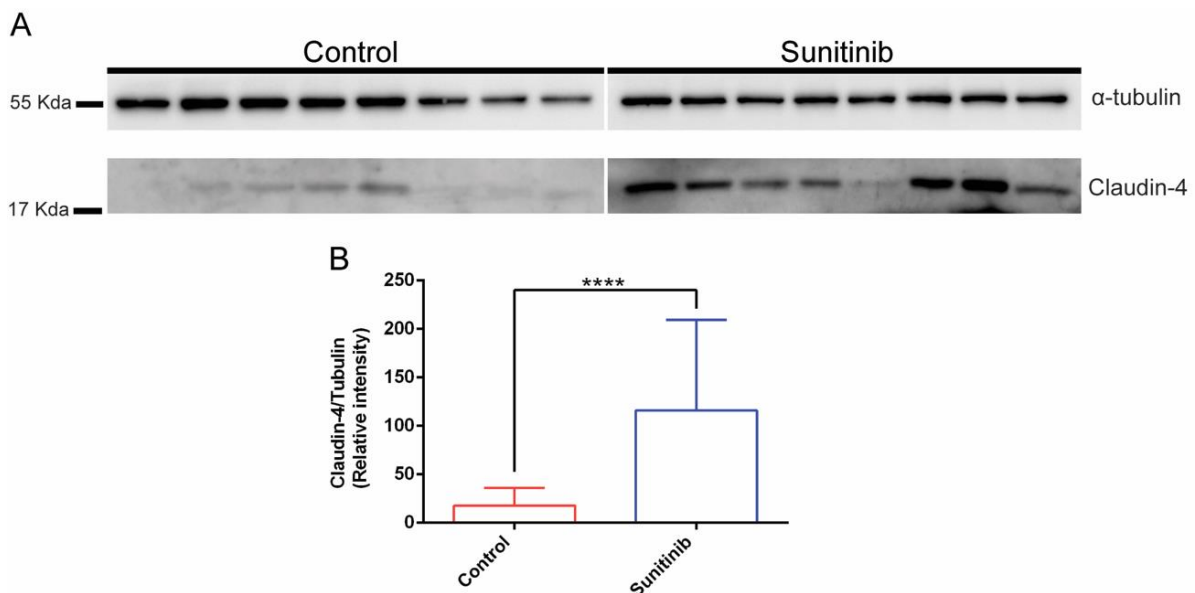 A
Control
Sunitinib
55 Kda
α-tubulin
17 Kda
Claudin-4
B
250
200
150
100
50
0
Claudin-4/Tubulin
(Relative intensity)
****
Control
Sunitinib